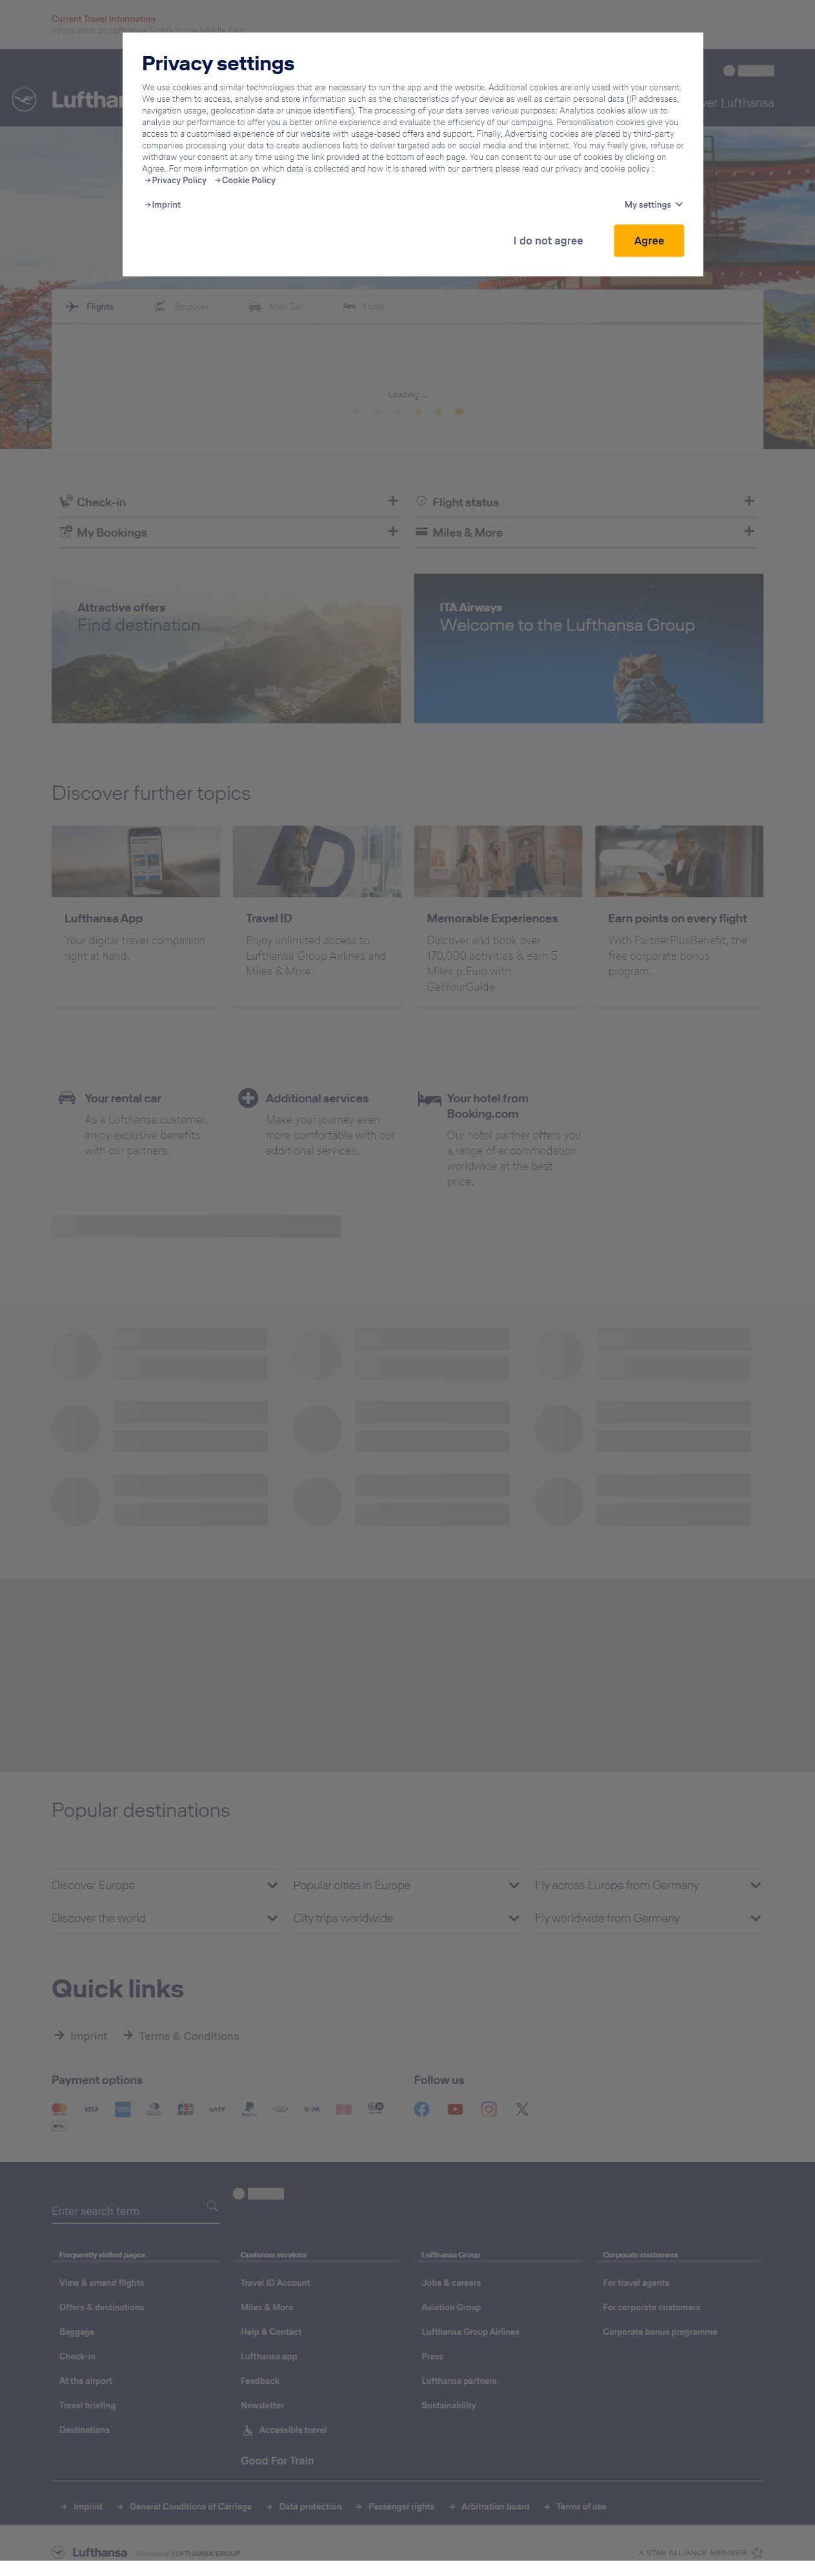 Current Travel Information
Information on Lufthansa flights to the Middle East
Privacy settings
We use cookies and similar technologies that are necessary to run the app and the website. Additional cookies are only used with your consent.
We use them to access, analyse and store information such as the characteristics of your device as well as certain personal data (IP addresses,
navigation usage, geolocation data or unique identifiers). The processing of your data serves various purposes: Analytics cookies allow us to
analyse our performance to offer you a better online experience and evaluate the efficiency of our campaigns. Personalisation cookies give you
access to a customised experience of our website with usage-based offers and support. Finally, Advertising cookies are placed by third-party
companies processing your data to create audiences lists to deliver targeted ads on social media and the internet. You may freely give, refuse or
withdraw your consent at any time using the link provided at the bottom of each page. You can consent to our use of cookies by clicking on
Agree. For more information on which data is collected and how it is shared with our partners please read our privacy and cookie policy :
Privacy Policy Cookie Policy
Imprint My settings
I do not agree Agree
Lufthan
ver Lufthansa
Flights Stopover Mietwagen Hotel
Loading ...
Check-in Flight status
My Bookings Miles & More
Attractive offers
Find destination
ITA Airways
Welcome to the Lufthansa Group
Discover further topics
Lufthansa App
Your digital travel companion
right at hand.
Travel ID
Enjoy unlimited access to
Lufthansa Group Airlines and
Miles & More.
Memorable Experiences
Discover and book over
170,000 activities & earn 5
Miles p.Euro with
GetYourGuide
Earn points on every flight
With PartnerPlusBenefit, the
free corporate bonus
program.
Your rental car
As a Lufthansa customer,
enjoy exclusive benefits
with our partners.
Additional services
Make your journey even
more comfortable with our
additional services.
Your hotel from
Booking.com
Our hotel partner offers you
a range of accommodation
worldwide at the best
price.
Popular destinations
Discover Europe Popular cities in Europe Fly across Europe from Germany
Discover the world City trips worldwide Fly worldwide from Germany
Quick links
Imprint Terms & Conditions
Payment options Follow us
VISA UATP PayPal
Pay
Enter search term
Frequently visited pages
View & amend flights
Offers & destinations
Baggage
Check-in
At the airport
Travel briefing
Destinations
Customer services
Travel ID Account
Miles & More
Help & Contact
Lufthansa app
Feedback
Newsletter
Accessible travel
Good For Train
Lufthansa Group
Jobs & careers
Aviation Group
Lufthansa Group Airlines
Press
Lufthansa partners
Sustainability
Corporate customers
For travel agents
For corporate customers
Corporate bonus programme
Imprint General Conditions of Carriage Data protection Passenger rights Arbitration board Terms of use
Lufthansa Member of LUFTHANSA GROUP A STAR ALLIANCE MEMBER